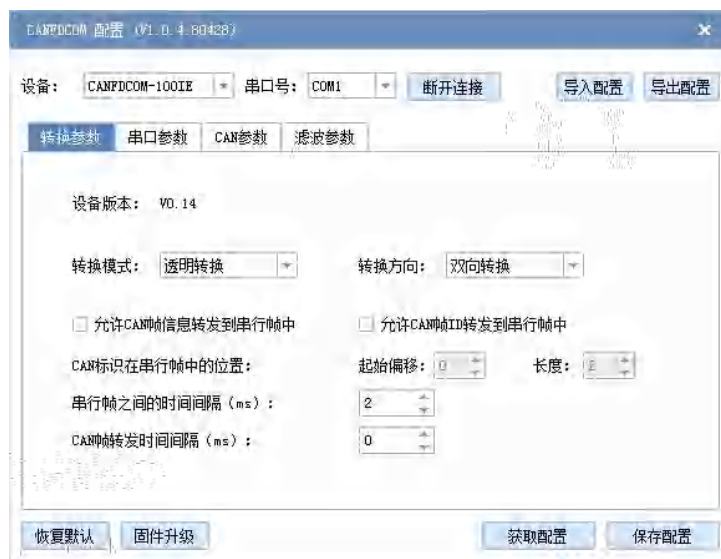 CANFDCOM 配置 (V1.0.4.80428)
设备： CANFDCOM-100IE 串口号： COM1 断开连接 导入配置 导出配置
转换参数 串口参数 CAN参数 滤波参数
设备版本： V0.14
转换模式： 透明转换 转换方向： 双向转换
允许CAN帧信息转发到串行帧中 允许CAN帧ID转发到串行帧中
CAN标识在串行帧中的位置： 起始偏移： 0 长度：
串行帧之间的时间间隔（ms）： 2
CAN帧转发时间间隔（ms）： 0
恢复默认 固件升级 获取配置 保存配置